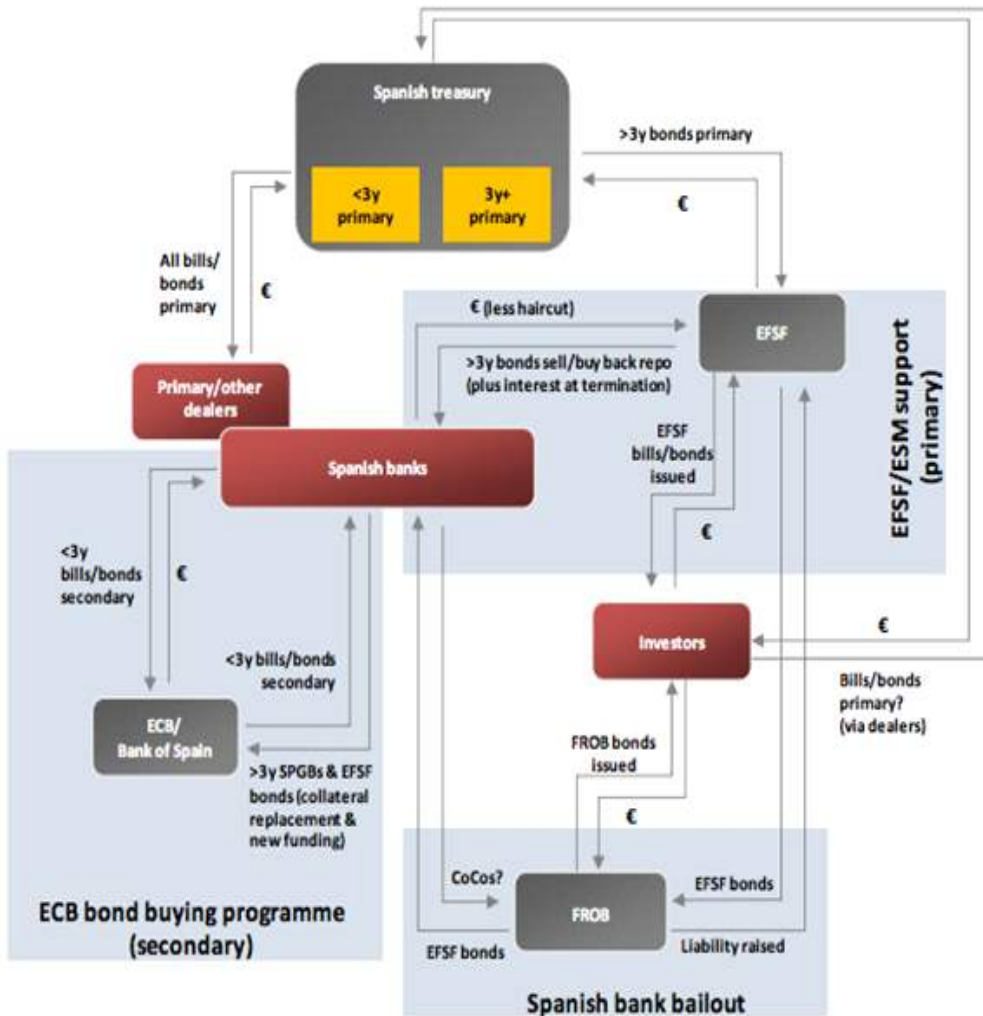 Spanish treasury
>3y bonds primary
<3y
primary
3y+
primary
€
All bills/
bonds
primary
€
€ (less haircut)
EFSF
>3y bonds sell/buy back repo
(plus interest at termination)
Primary/other
dealers
EFSF
bills/bonds
issued
EFSF/ESM support
(primary)
Spanish banks
€
<3y
bills/bonds
secondary
€
Investors
€
<3y bills/bonds
secondary
Bills/bonds
primary?
(via dealers)
ECB/
Bank of Spain
FROB bonds
issued
>3y SPGBs & EFSF
bonds (collateral
replacement &
new funding)
€
CoCos?
FROB
EFSF bonds
ECB bond buying programme
(secondary)
EFSF bonds
Liability raised
Spanish bank bailout